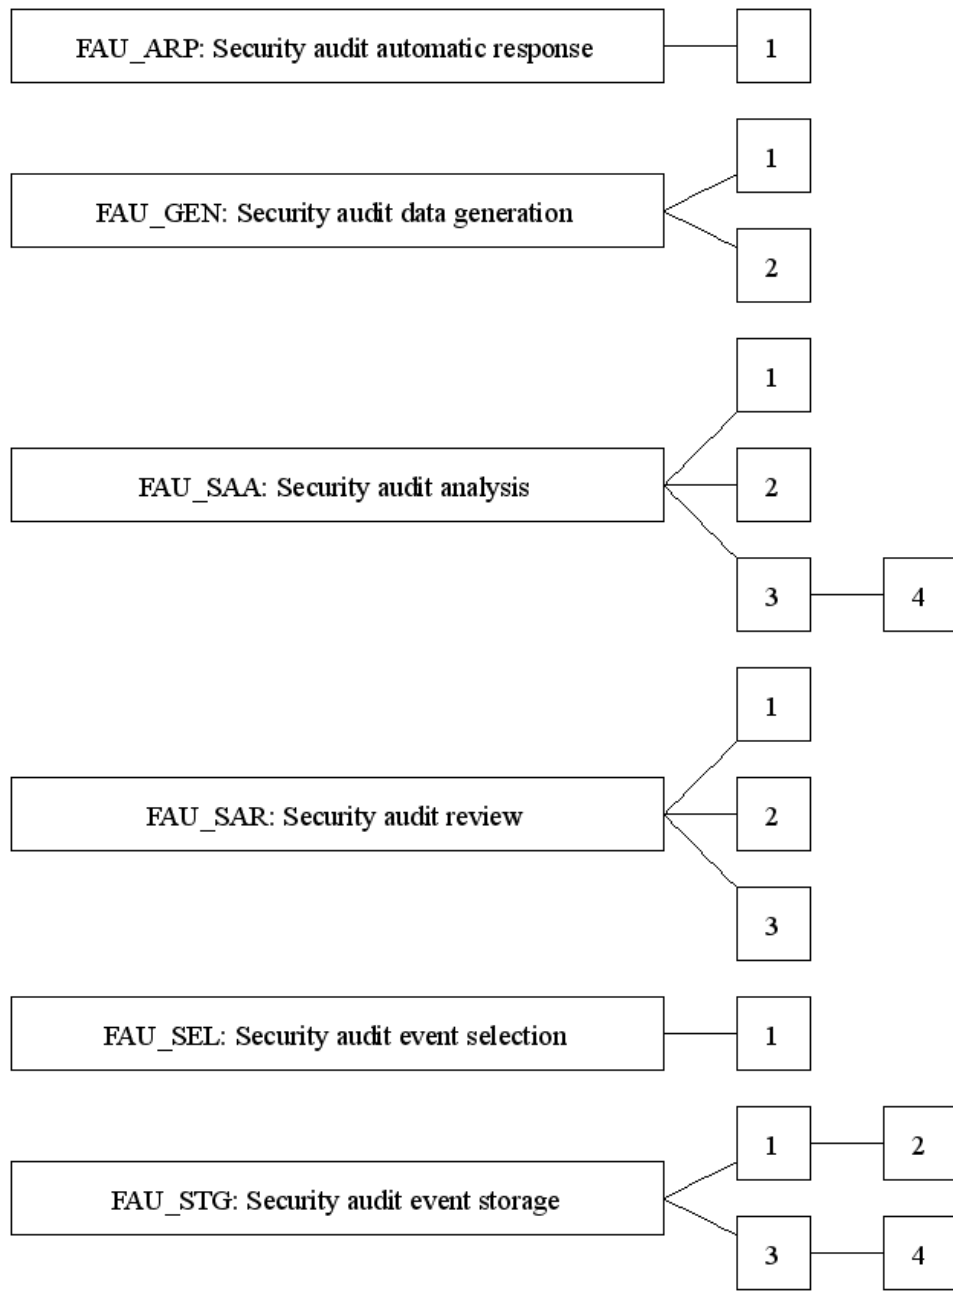 FAU_ARP: Security audit automatic response
1
1
FAU_GEN: Security audit data generation
2
1
FAU_SAA: Security audit analysis
2
3
4
1
FAU_SAR: Security audit review
2
3
FAU_SEL: Security audit event selection
1
1
2
FAU_STG: Security audit event storage
3
4